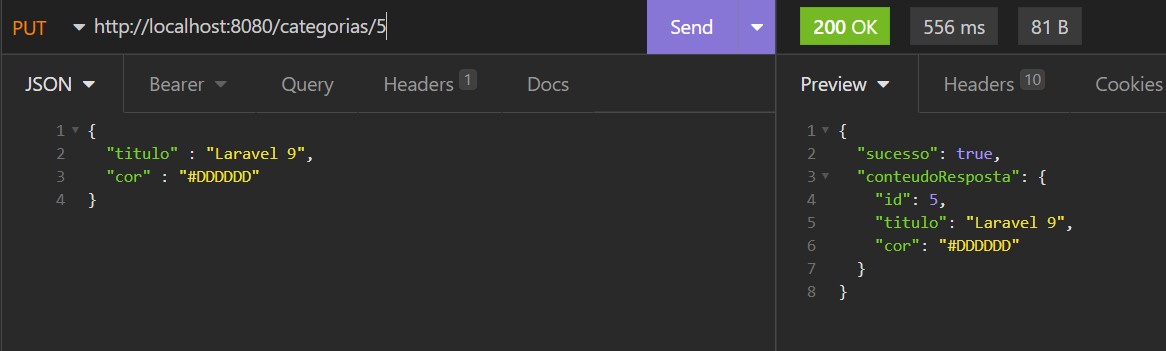 PUT http://localhost:8080/categorias/5 Send 200 OK 556 ms 81 B
JSON Bearer Query Headers 1 Docs Preview Headers 10 Cookies
1 {
2 "titulo" : "Laravel 9",
3 "cor" : "#DDDDDD"
4 }
1 {
2 "sucesso": true,
3 "conteudoResposta": {
4 "id": 5,
5 "titulo": "Laravel 9",
6 "cor": "#DDDDDD"
7 }
8 }